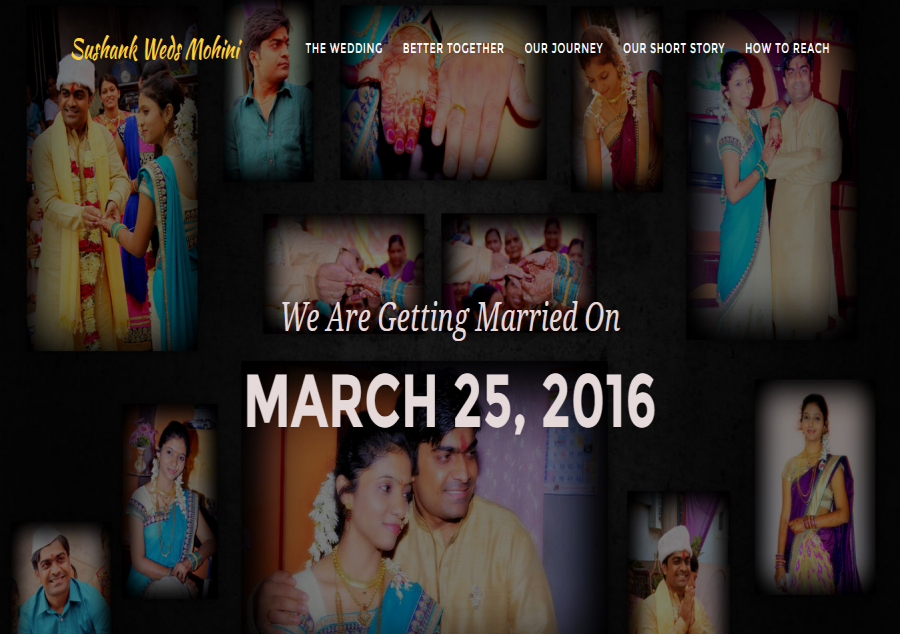 Sushank Weds Mohini
THE WEDDING BETTER TOGETHER OUR JOURNEY OUR SHORT STORY HOW TO REACH
We Are Getting Married On
MARCH 25, 2016